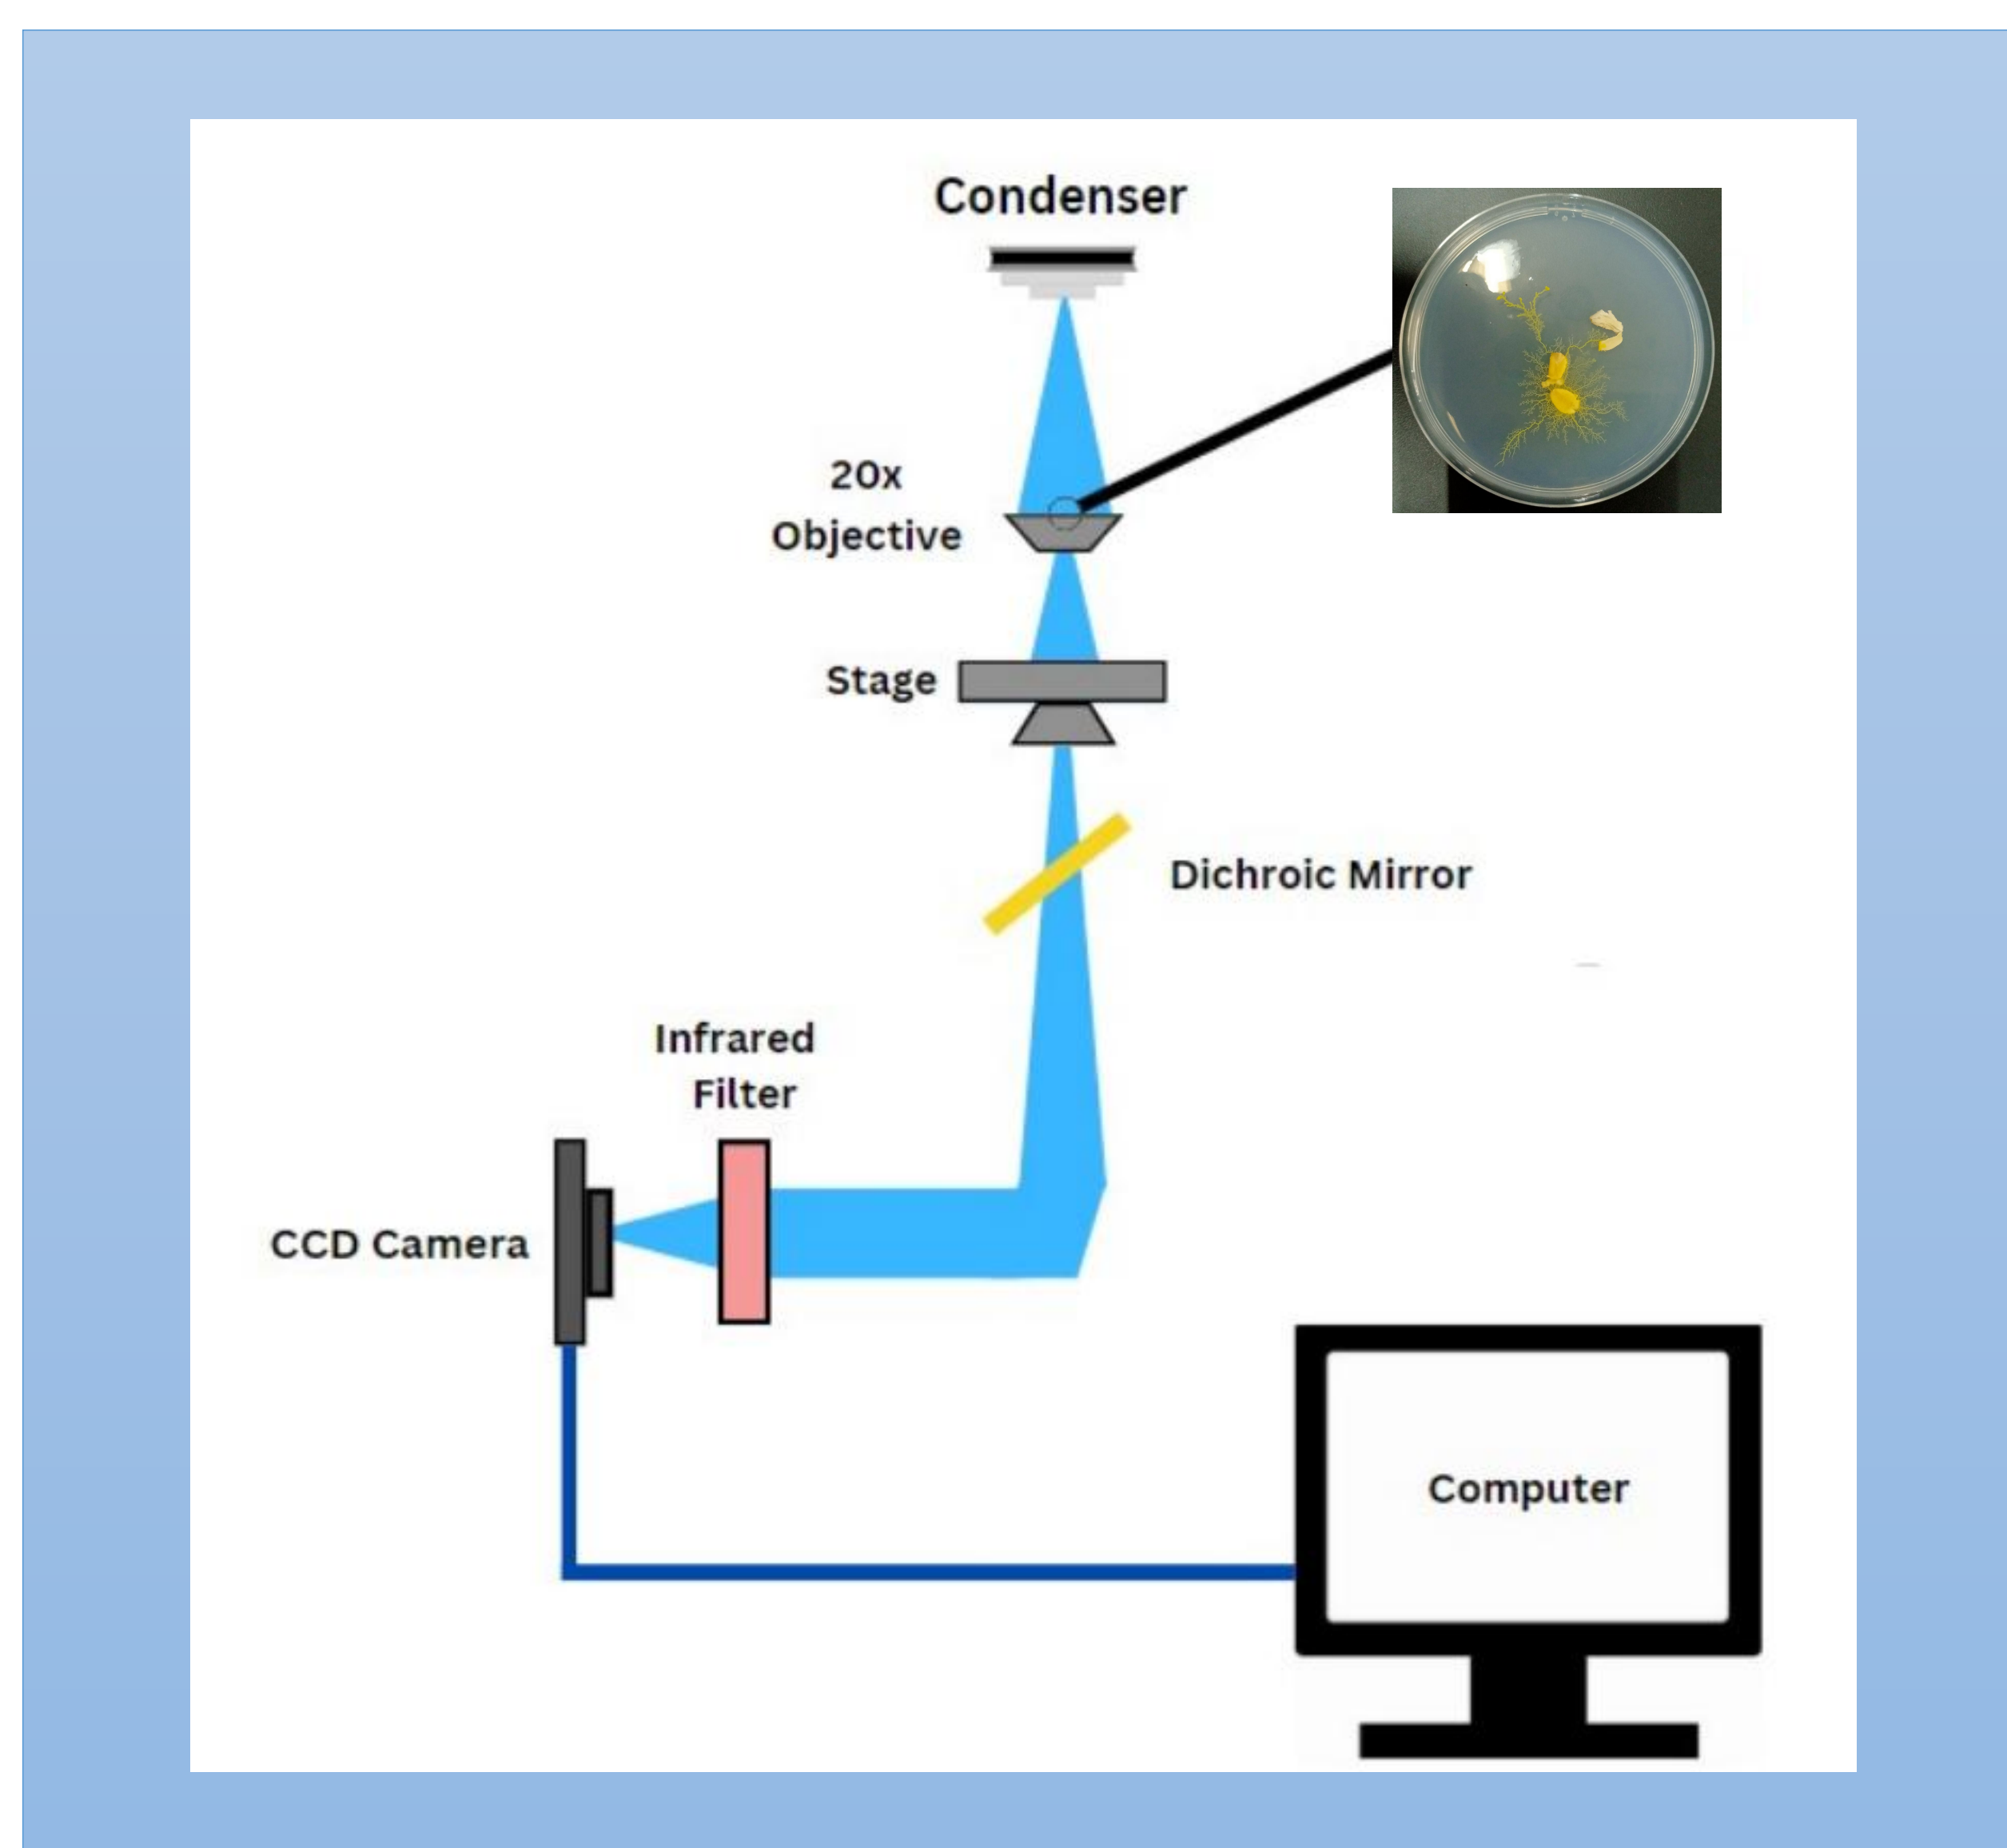 Condenser
20x
Objective
Stage
Dichroic Mirror
Infrared
Filter
CCD Camera
Computer